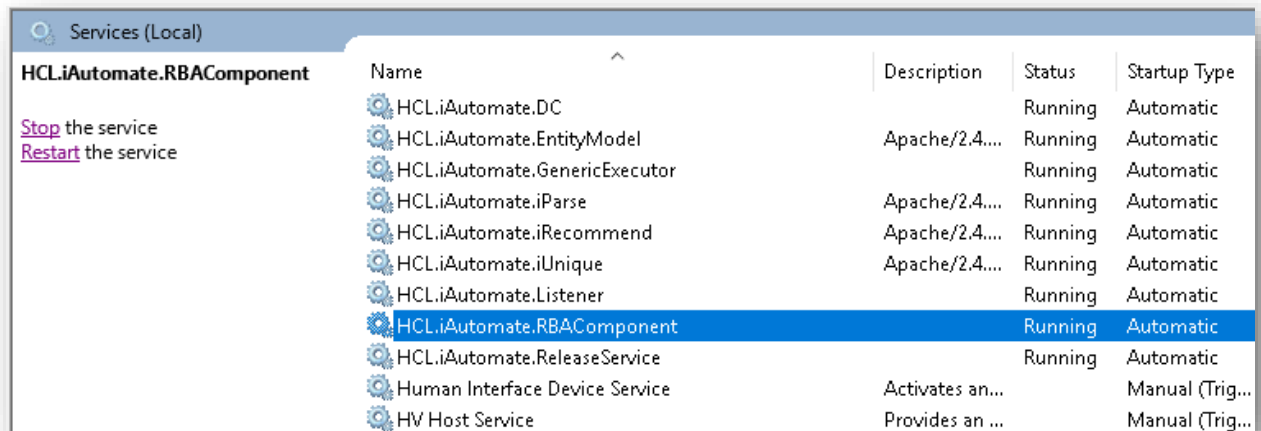 Services (Local)
HCL.iAutomate.RBAComponent
Stop the service
Restart the service
Name Description Status Startup Type
HCL.iAutomate.DC Running Automatic
HCL.iAutomate.EntityModel Apache/2.4.... Running Automatic
HCL.iAutomate.GenericExecutor Running Automatic
HCL.iAutomate.iParse Apache/2.4.... Running Automatic
HCL.iAutomate.iRecommend Apache/2.4.... Running Automatic
HCL.iAutomate.iUnique Apache/2.4.... Running Automatic
HCL.iAutomate.Listener Running Automatic
HCL.iAutomate.RBAComponent Running Automatic
HCL.iAutomate.ReleaseService Running Automatic
Human Interface Device Service Activates an... Manual (Trig...
HV Host Service Provides an ... Manual (Trig...